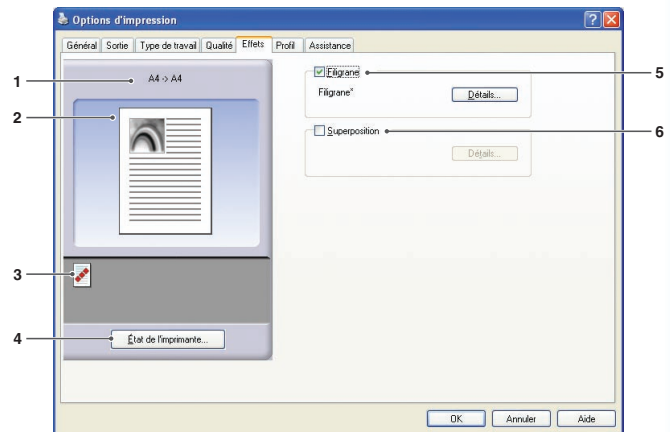 Options d'impression
Général Sortie Type de travail Qualité Effets Profil Assistance
1
A4 -> A4
2
3
4
État de l'imprimante...
Filigrane
5
Filigrane*
Détails...
Superposition
6
Détails...
OK Annuler Aide